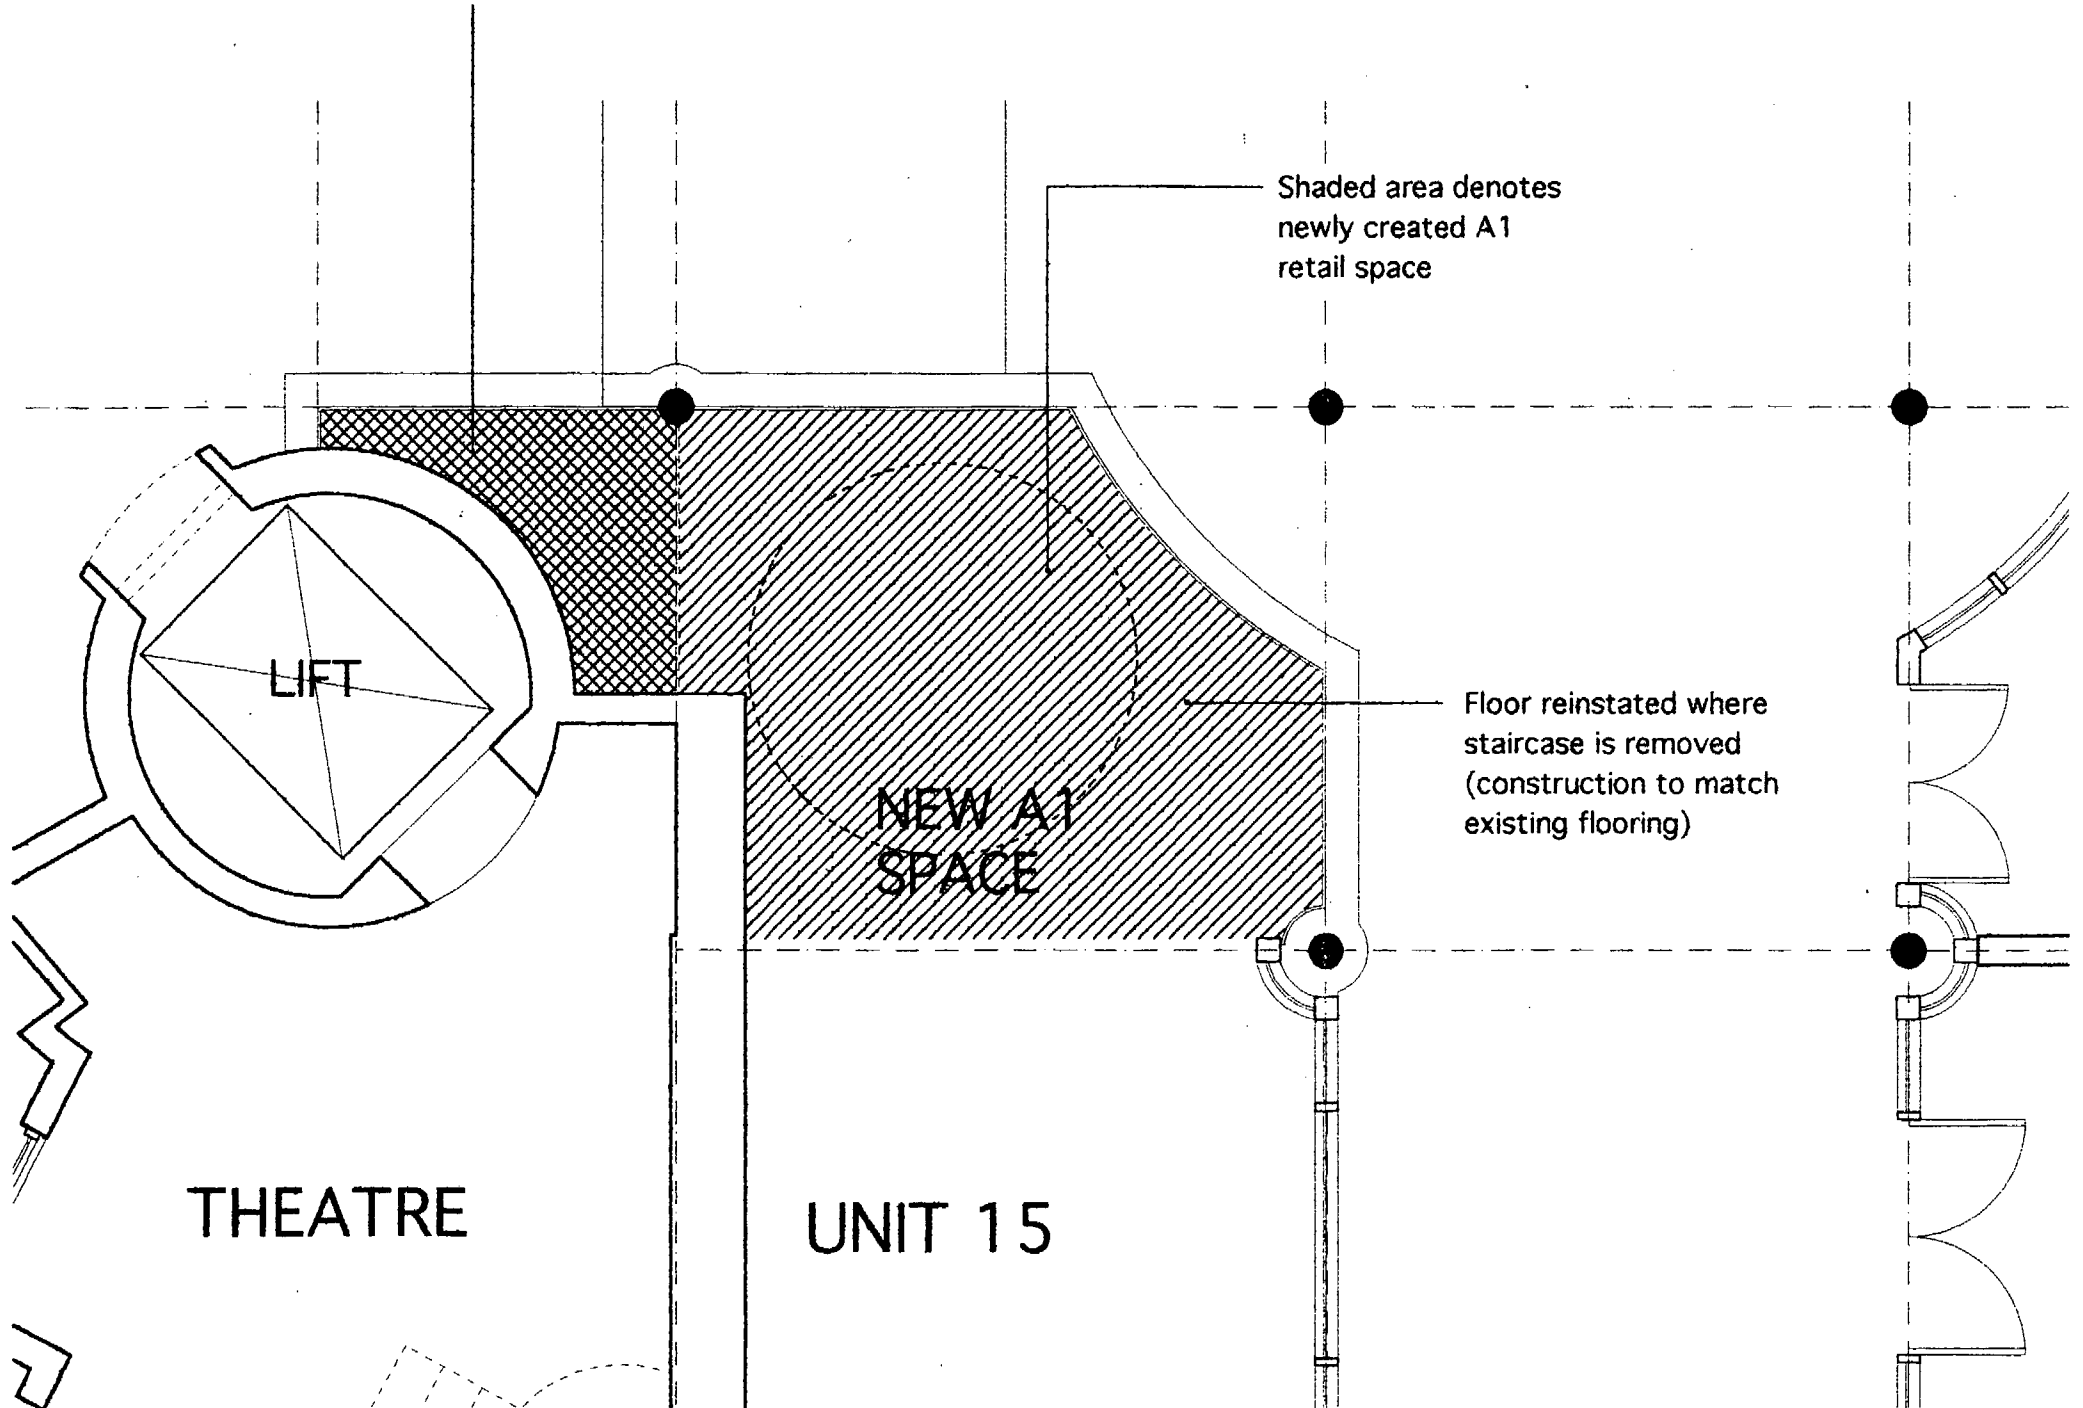 Shaded area denotes
newly created A1
retail space
LIFT
Floor reinstated where
staircase is removed
(construction to match
existing flooring)
NEW A1
SPACE
THEATRE
UNIT 15